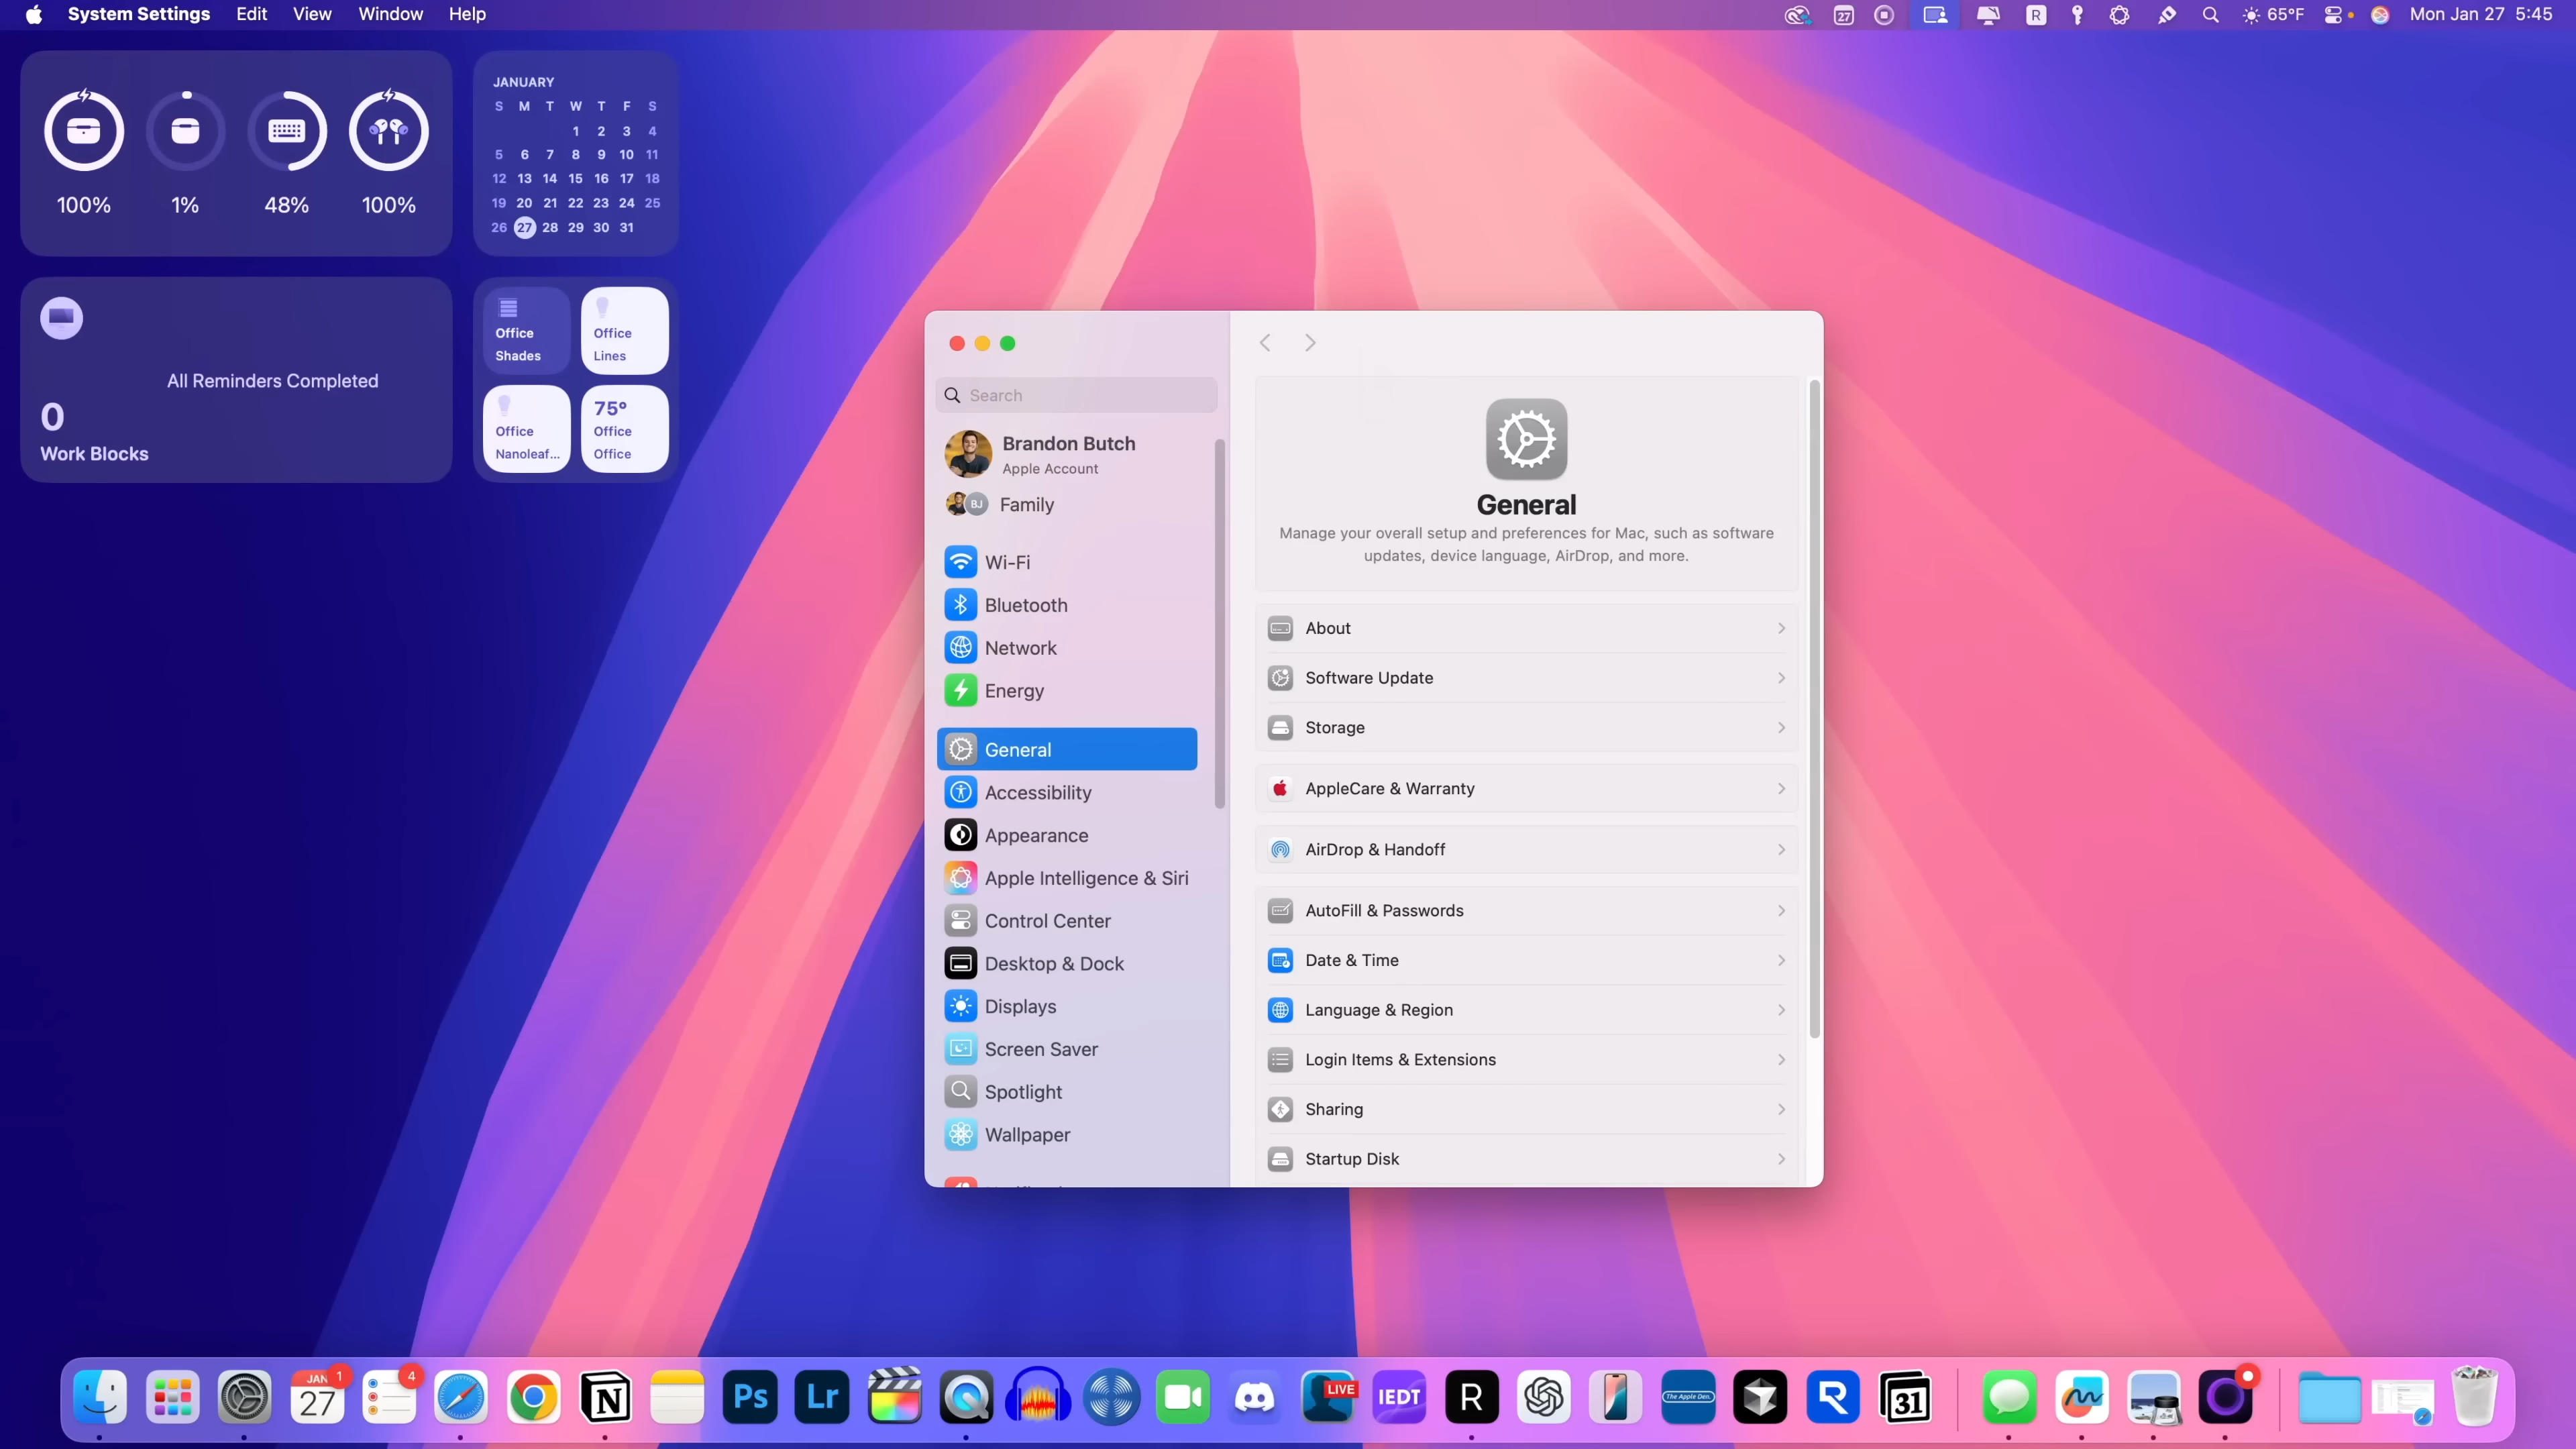 System Settings Edit View Window Help
27 R 65°F Mon Jan 27 5:45
100% 1% 48% 100%
JANUARY
S M T W T F S
1 2 3 4
5 6 7 8 9 10 11
12 13 14 15 16 17 18
19 20 21 22 23 24 25
26 27 28 29 30 31
All Reminders Completed
0
Work Blocks
Office
Shades
Office
Lines
Office
Nanoleaf...
75°
Office
Office
Search
Brandon Butch
Apple Account
BJ
Family
Wi-Fi
Bluetooth
Network
Energy
General
Accessibility
Appearance
Apple Intelligence & Siri
Control Center
Desktop & Dock
Displays
Screen Saver
Spotlight
Wallpaper
General
Manage your overall setup and preferences for Mac, such as software
updates, device language, AirDrop, and more.
About
Software Update
Storage
AppleCare & Warranty
AirDrop & Handoff
AutoFill & Passwords
Date & Time
Language & Region
Login Items & Extensions
Sharing
Startup Disk
JAN
27
1
4
N
Ps
Lr
LIVE
IEDT
R
The Apple Den.
R
31